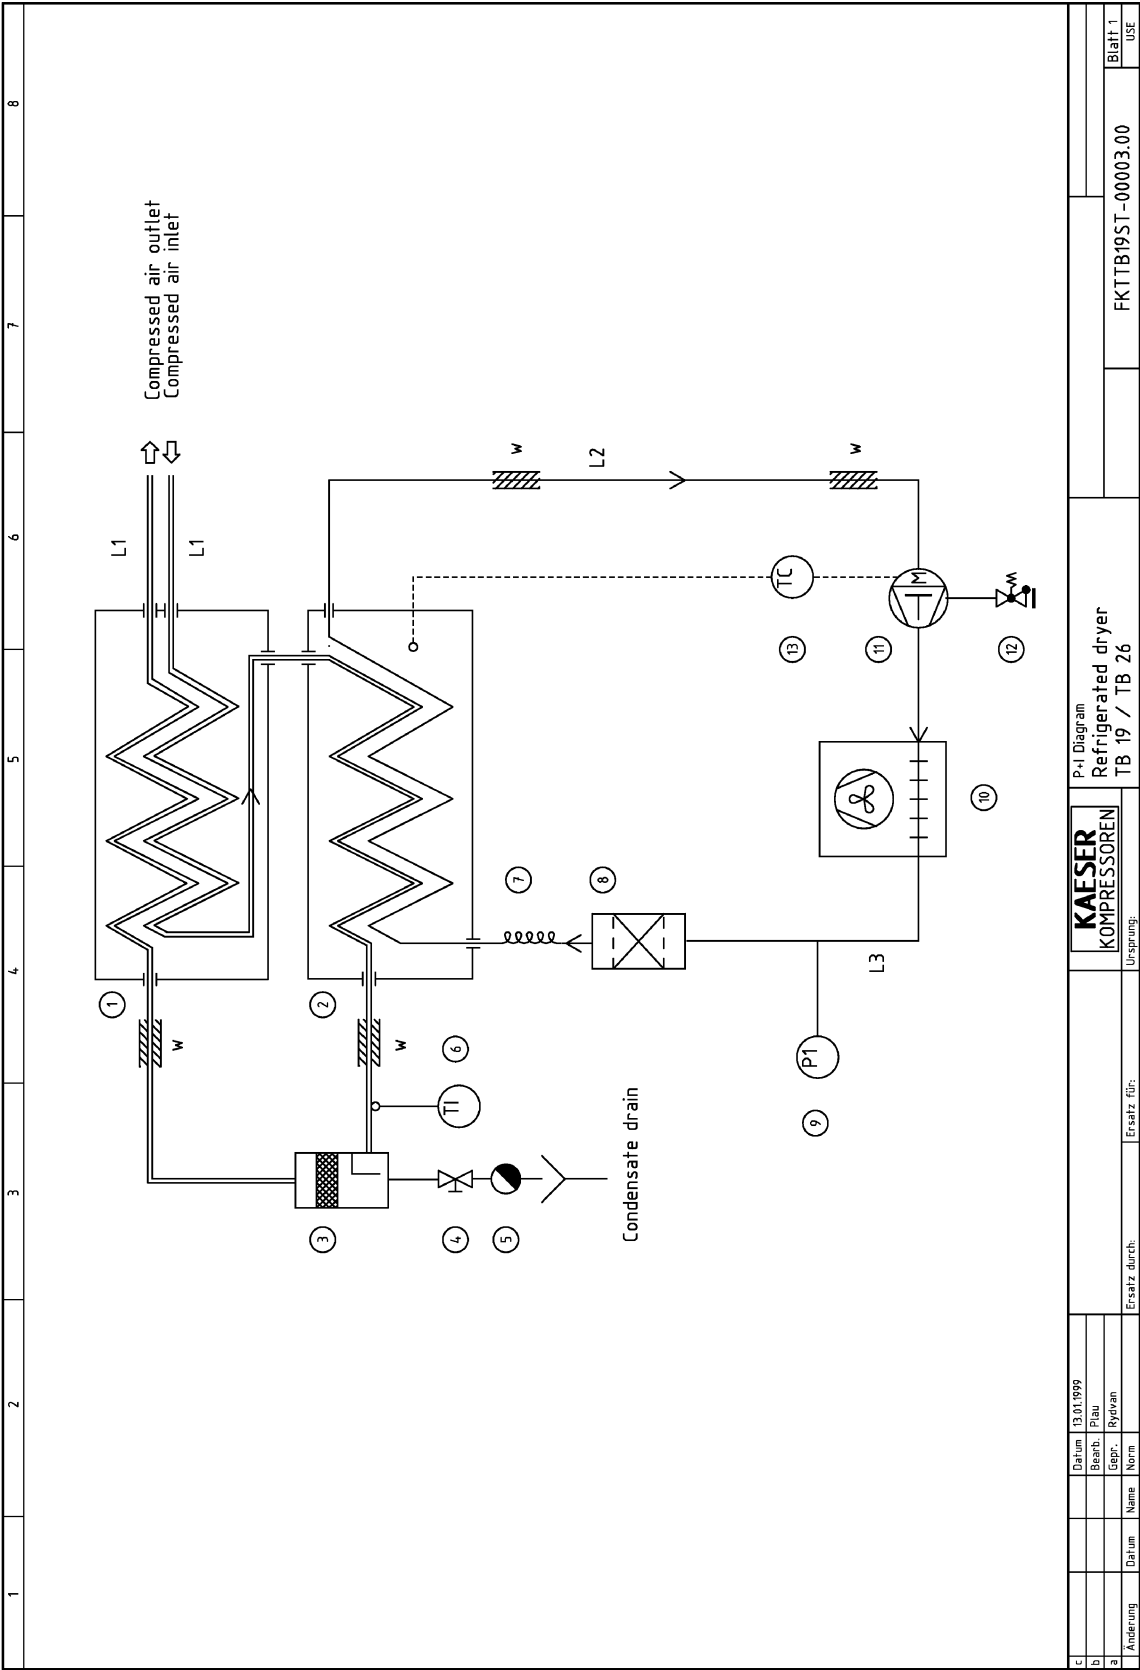 1
2
3
4
5
6
7
8
Compressed air outlet
Compressed air inlet
L1
L1
1
W
2
W
6
TI
3
4
5
Condensate drain
W
L2
W
TC
13
M
11
12
7
8
10
L3
P1
9
c
b
a
Änderung
Datum
Name
Datum 13.01.1999
Bearb. Plau
Gepr. Rydvan
Norm
Ersatz durch:
Ersatz für:
Ursprung:
KAESER
KOMPRESSOREN
P+I Diagram
Refrigerated dryer
TB 19 / TB 26
FKTTB19ST-00003.00
Blatt 1
USE